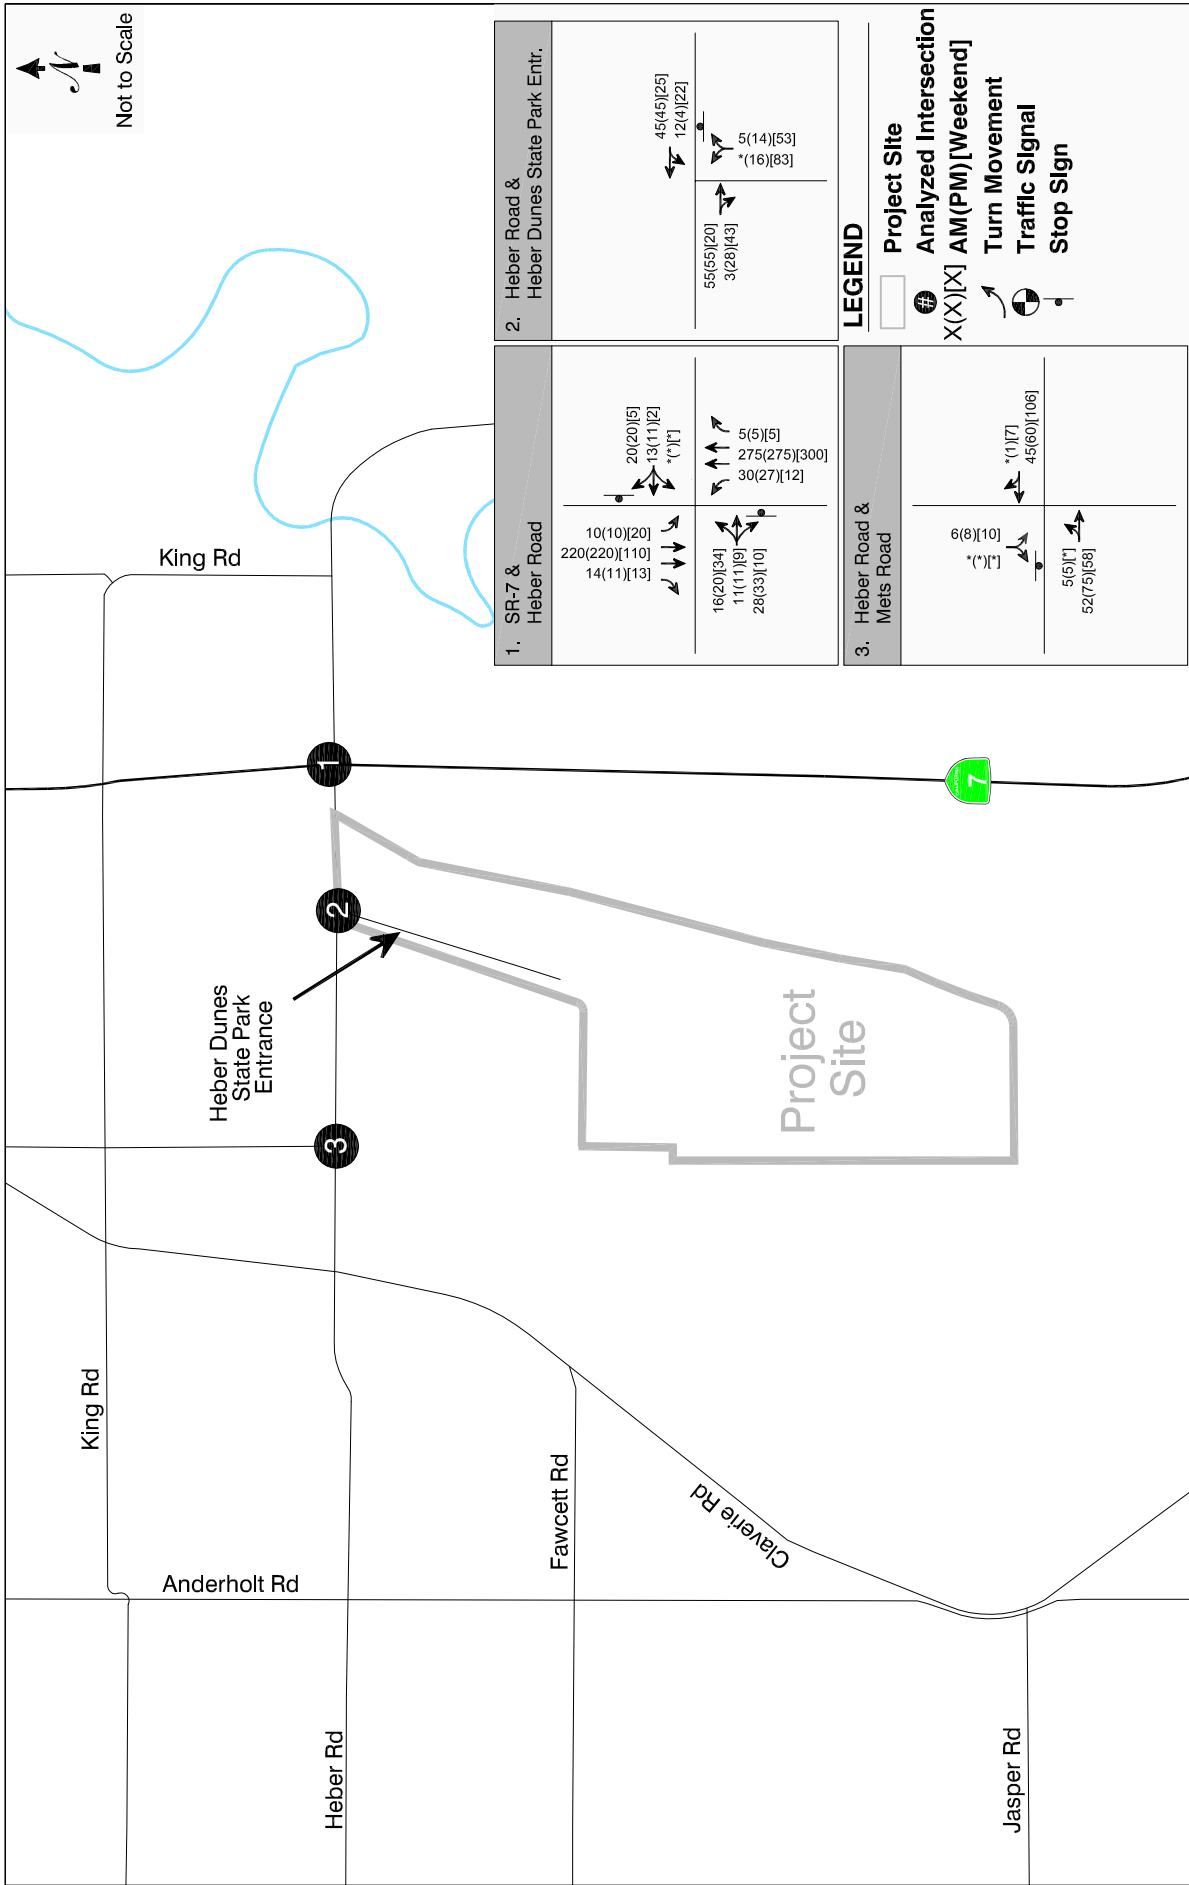 Not to Scale
King Rd
King Rd
Heber Dunes
State Park
Entrance
Anderholt Rd
Heber Rd
Fawcett Rd
Claverie Rd
Jasper Rd
Project
Site
1
2
3
7
1. SR-7 &
Heber Road
20(20)[5]
13(11)[2]
*(*)[*]
10(10)[20]
220(220)[110]
14(11)[13]
5(5)[5]
275(275)[300]
30(27)[12]
16(20)[34]
11(11)[9]
28(33)[10]
2. Heber Road &
Heber Dunes State Park Entr.
45(45)[25]
12(4)[22]
5(14)[53]
*(16)[83]
55(55)[20]
3(28)[43]
3. Heber Road &
Mets Road
*(1)[7]
45(60)[106]
6(8)[10]
*(*)[*]
5(5)[*]
52(75)[58]
LEGEND
Project Site
# Analyzed Intersection
X(X)[X] AM(PM)[Weekend]
Turn Movement
Traffic Signal
Stop Sign